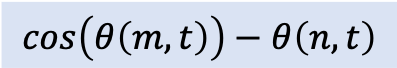 cos(θ(m, t)) − θ(n, t)